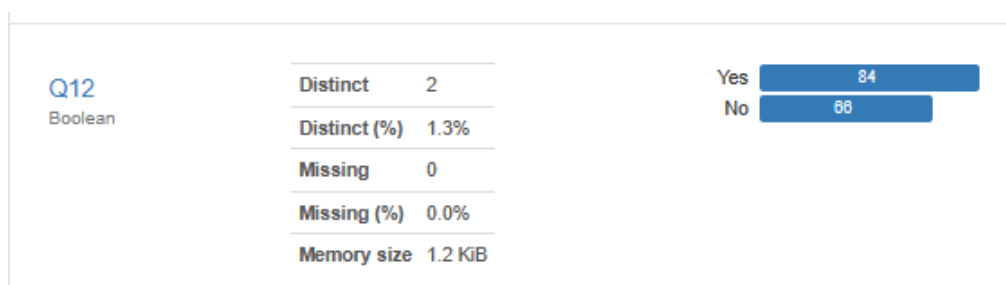 Q12
Boolean
Distinct 2
Distinct (%) 1.3%
Missing 0
Missing (%) 0.0%
Memory size 1.2 KiB
Yes 84
No 66